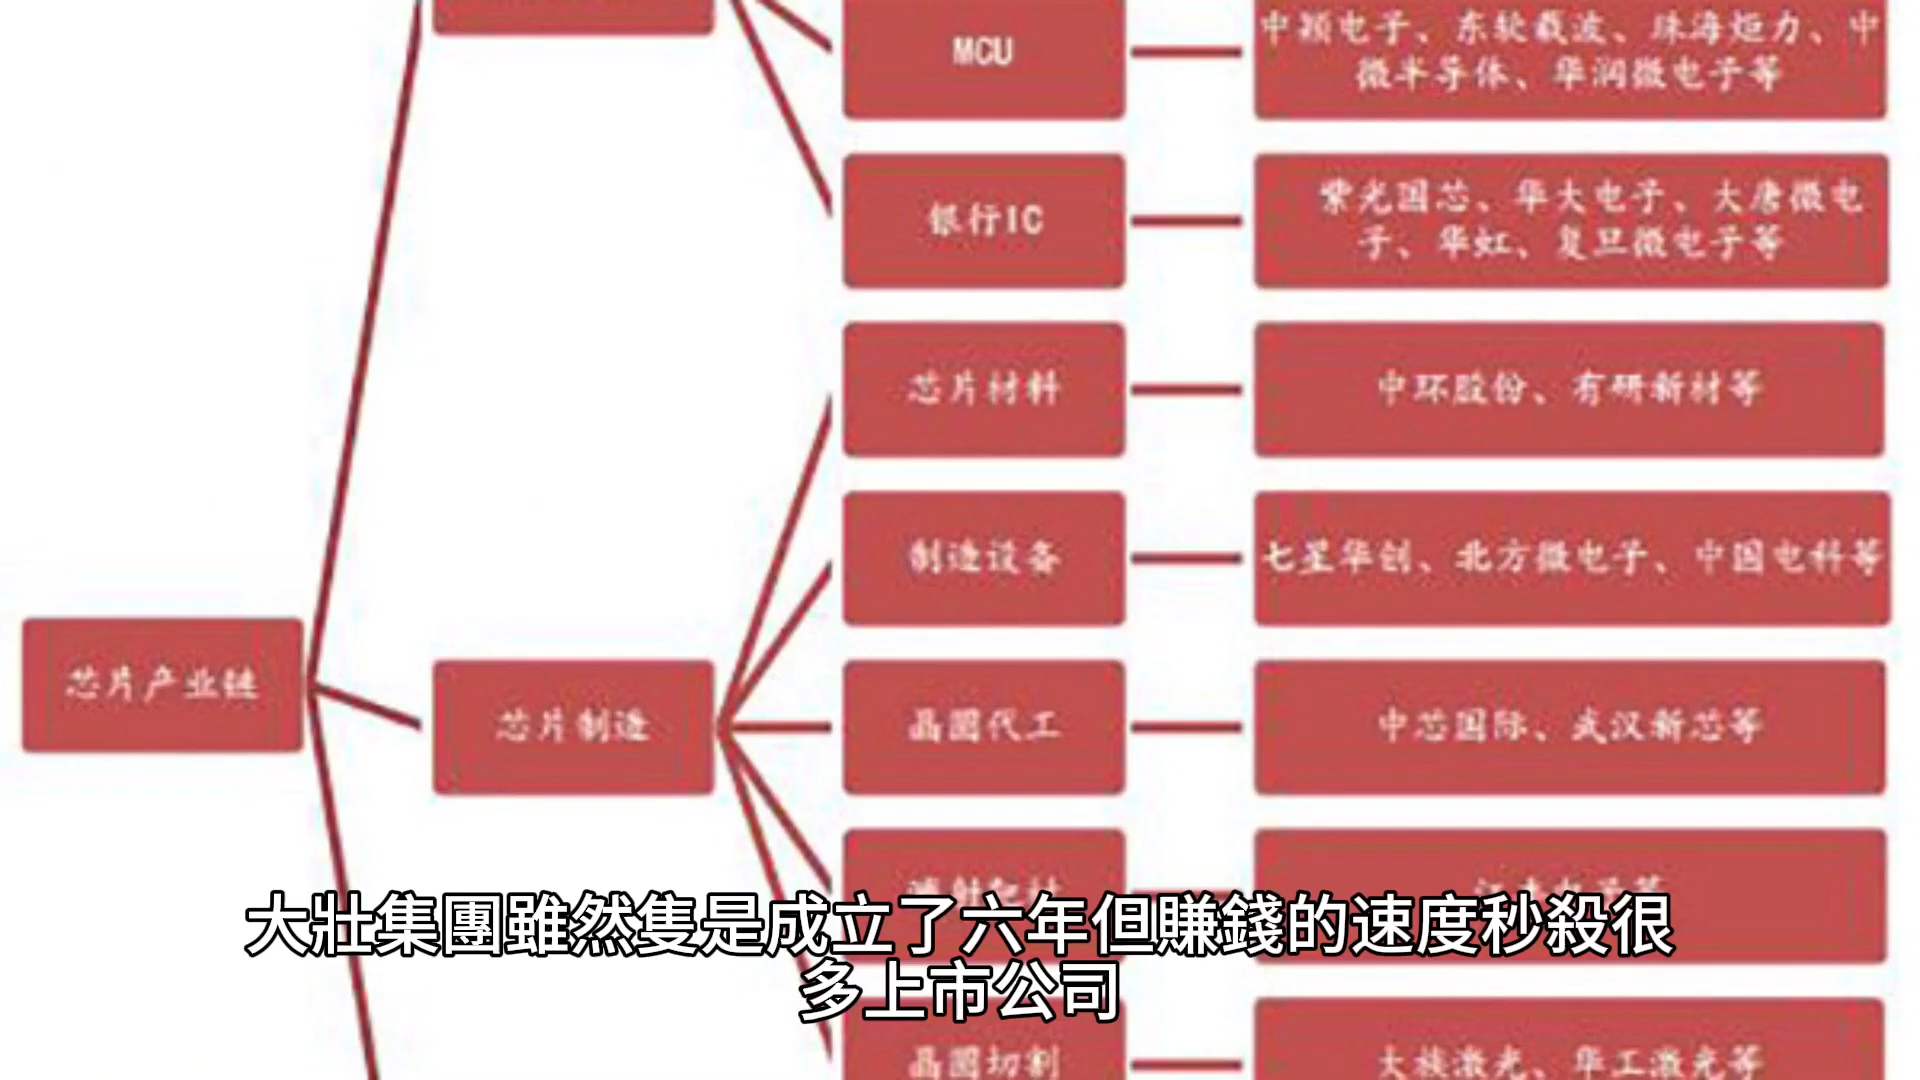 MCU
中颖电子、东软载波、珠海炬力、中
微半导体、华润微电子等
银行IC
紫光国芯、华大电子、大唐微电
子、华虹、复旦微电子等
芯片材料
中环股份、有研新材等
制造设备
七星华创、北方微电子、中国电科等
芯片产业链
芯片制造
晶圆代工
中芯国际、武汉新芯等
大壯集團雖然隻是成立了六年但賺錢的速度秒殺很
多上市公司
晶圆切割
大族激光、华工激光等